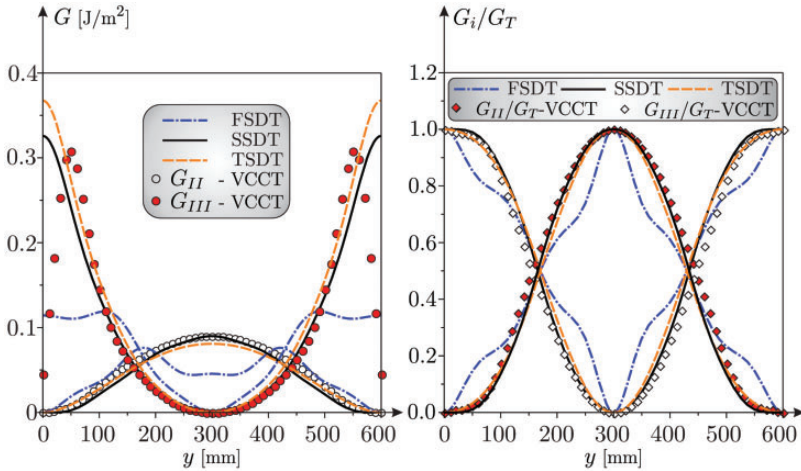 G [J/m²]
0.4
0.3
0.2
0.1
0
FSDT
SSDT
TSDT
G_II - VCCT
G_III - VCCT
0 100 200 300 400 500 600
y [mm]
G_i/G_T
1.2
1.0
0.8
0.6
0.4
0.2
0.0
FSDT SSDT TSDT
G_II/G_T-VCCT G_III/G_T-VCCT
0 100 200 300 400 500 600
y [mm]